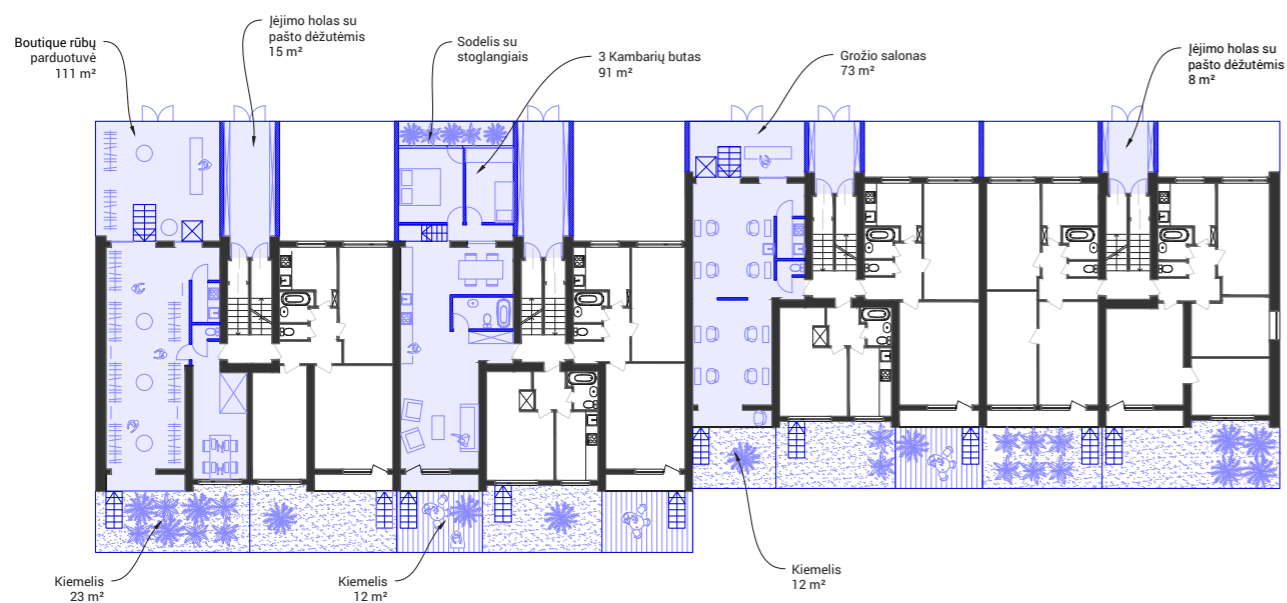 Boutique rūbų
parduotuvė
111 m²
Įėjimo holas su
pašto dėžutėmis
15 m²
Sodelis su
stoglangiais
3 Kambarių butas
91 m²
Grožio salonas
73 m²
Įėjimo holas su
pašto dėžutėmis
8 m²
Kiemelis
23 m²
Kiemelis
12 m²
Kiemelis
12 m²